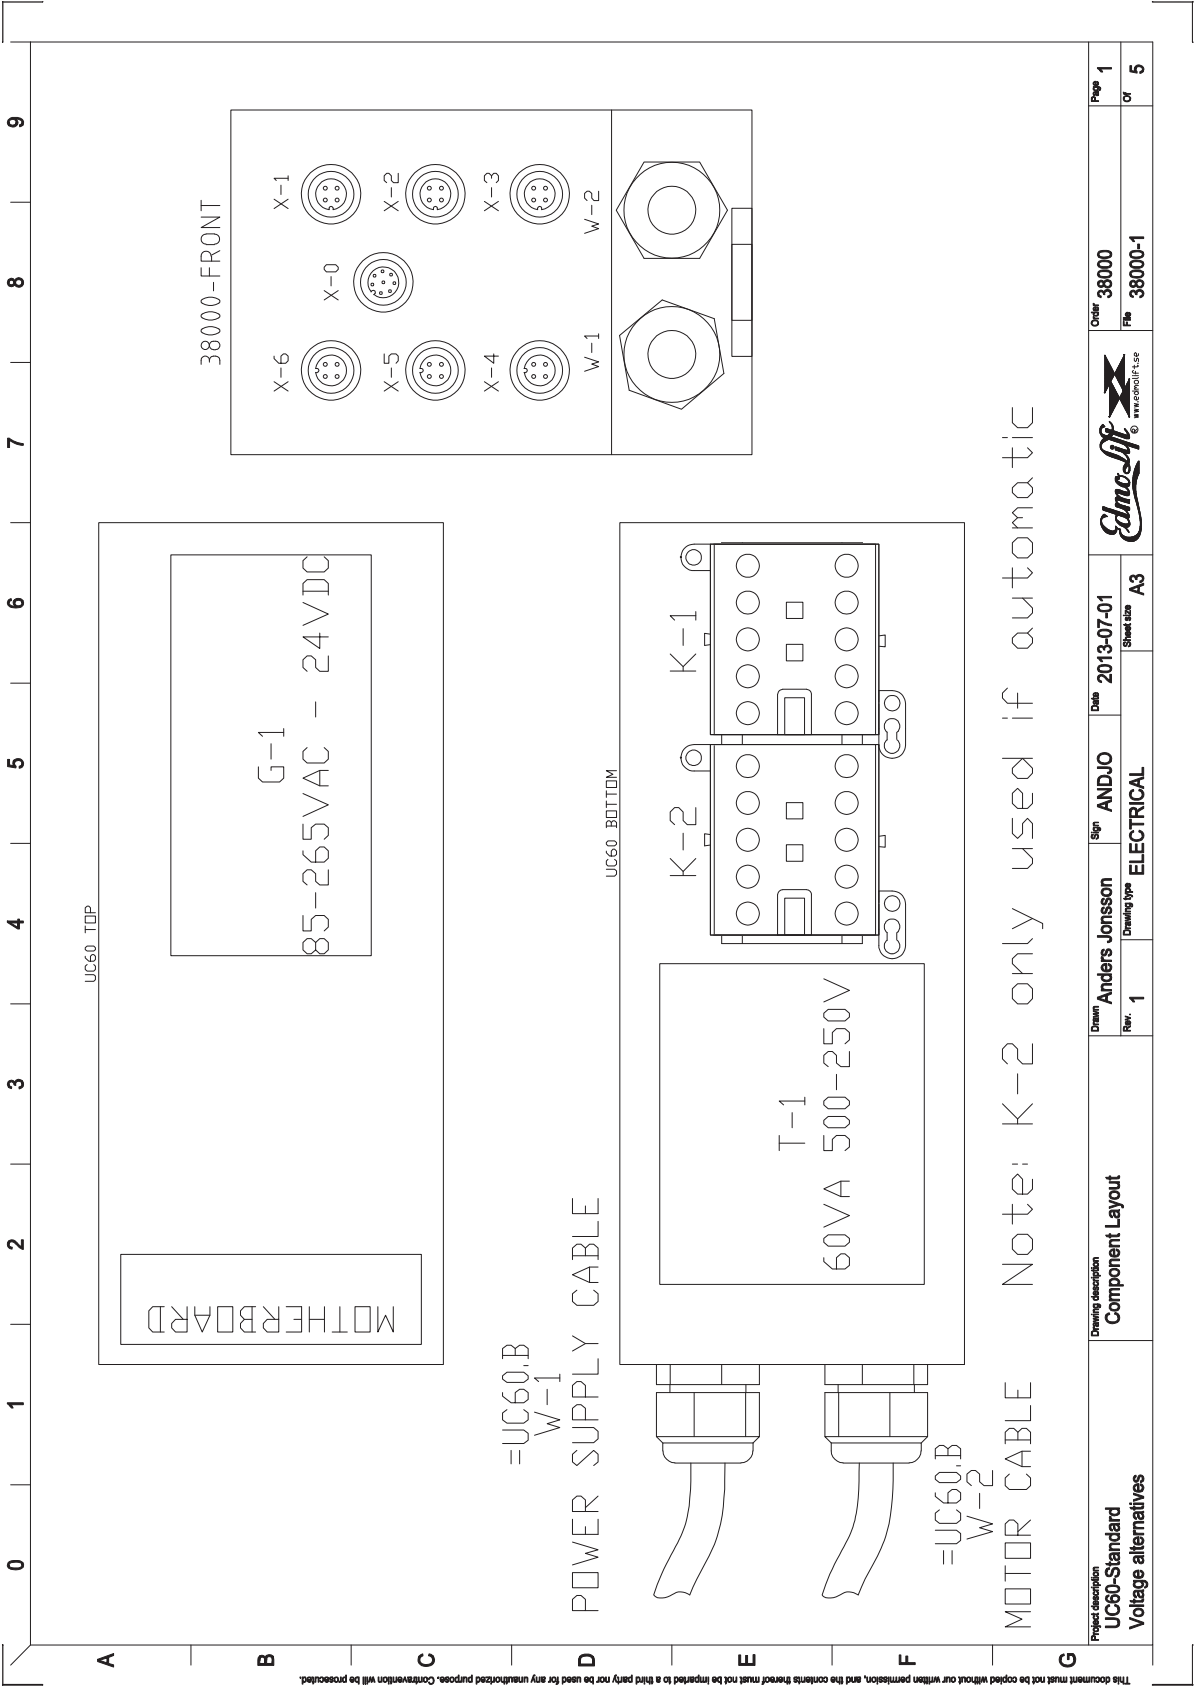 0 1 2 3 4 5 6 7 8 9
A
B
C
D
E
F
G
UC60 TOP
MOTHERBOARD
G-1
85-265VAC - 24VDC
38000-FRONT
X-6
X-0
X-1
X-5
X-2
X-4
X-3
W-1
W-2
=UC60.B
W-1
POWER SUPPLY CABLE
UC60 BOTTOM
T-1
60VA 500-250V
K-2
K-1
=UC60.B
W-2
MOTOR CABLE
Note: K-2 only used if automatic
Project description
UC60-Standard
Voltage alternatives
Drawing description
Component Layout
Drawn Anders Jonsson
Sign ANDJO
Date 2013-07-01
Rev. 1
Drawing type ELECTRICAL
Sheet size A3
EdmoLift ®
www.edmolift.se
Order 38000
File 38000-1
Page 1
Of 5
This document must not be copied without our written permission, and the contents thereof must not be imparted to a third party nor be used for any unauthorized purpose. Contravention will be prosecuted.